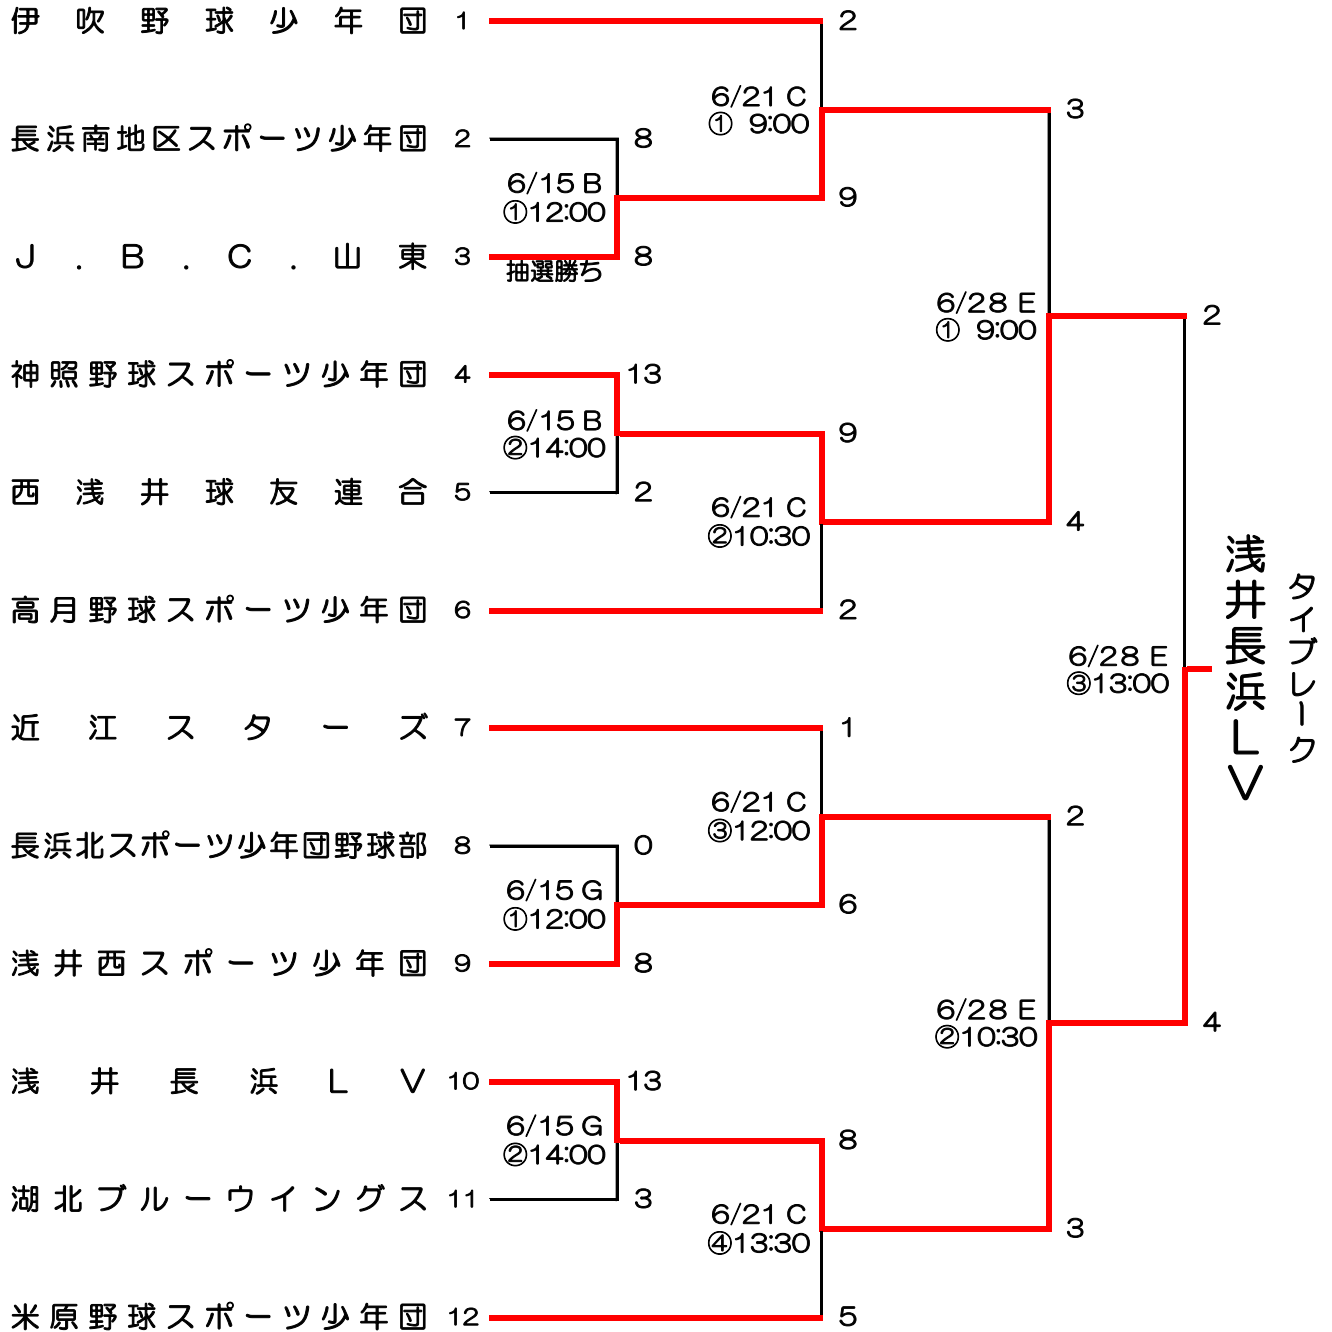 伊吹野球少年団 1 2
6/21 C
① 9:00
3
長浜南地区スポーツ少年団 2 8
6/15 B
①12:00
9
J.B.C.山東 3 8
抽選勝ち
6/28 E
① 9:00
2
神照野球スポーツ少年団 4 13
6/15 B
②14:00
9
西浅井球友連合 5 2
6/21 C
②10:30
4
高月野球スポーツ少年団 6 2
6/28 E
③13:00
浅井長浜LV
タイブレーク
近江スターズ 7 1
6/21 C
③12:00
2
長浜北スポーツ少年団野球部 8 0
6/15 G
①12:00
6
浅井西スポーツ少年団 9 8
6/28 E
②10:30
4
浅井長浜LV 10 13
6/15 G
②14:00
8
湖北ブルーウイングス 11 3
6/21 C
④13:30
3
米原野球スポーツ少年団 12 5